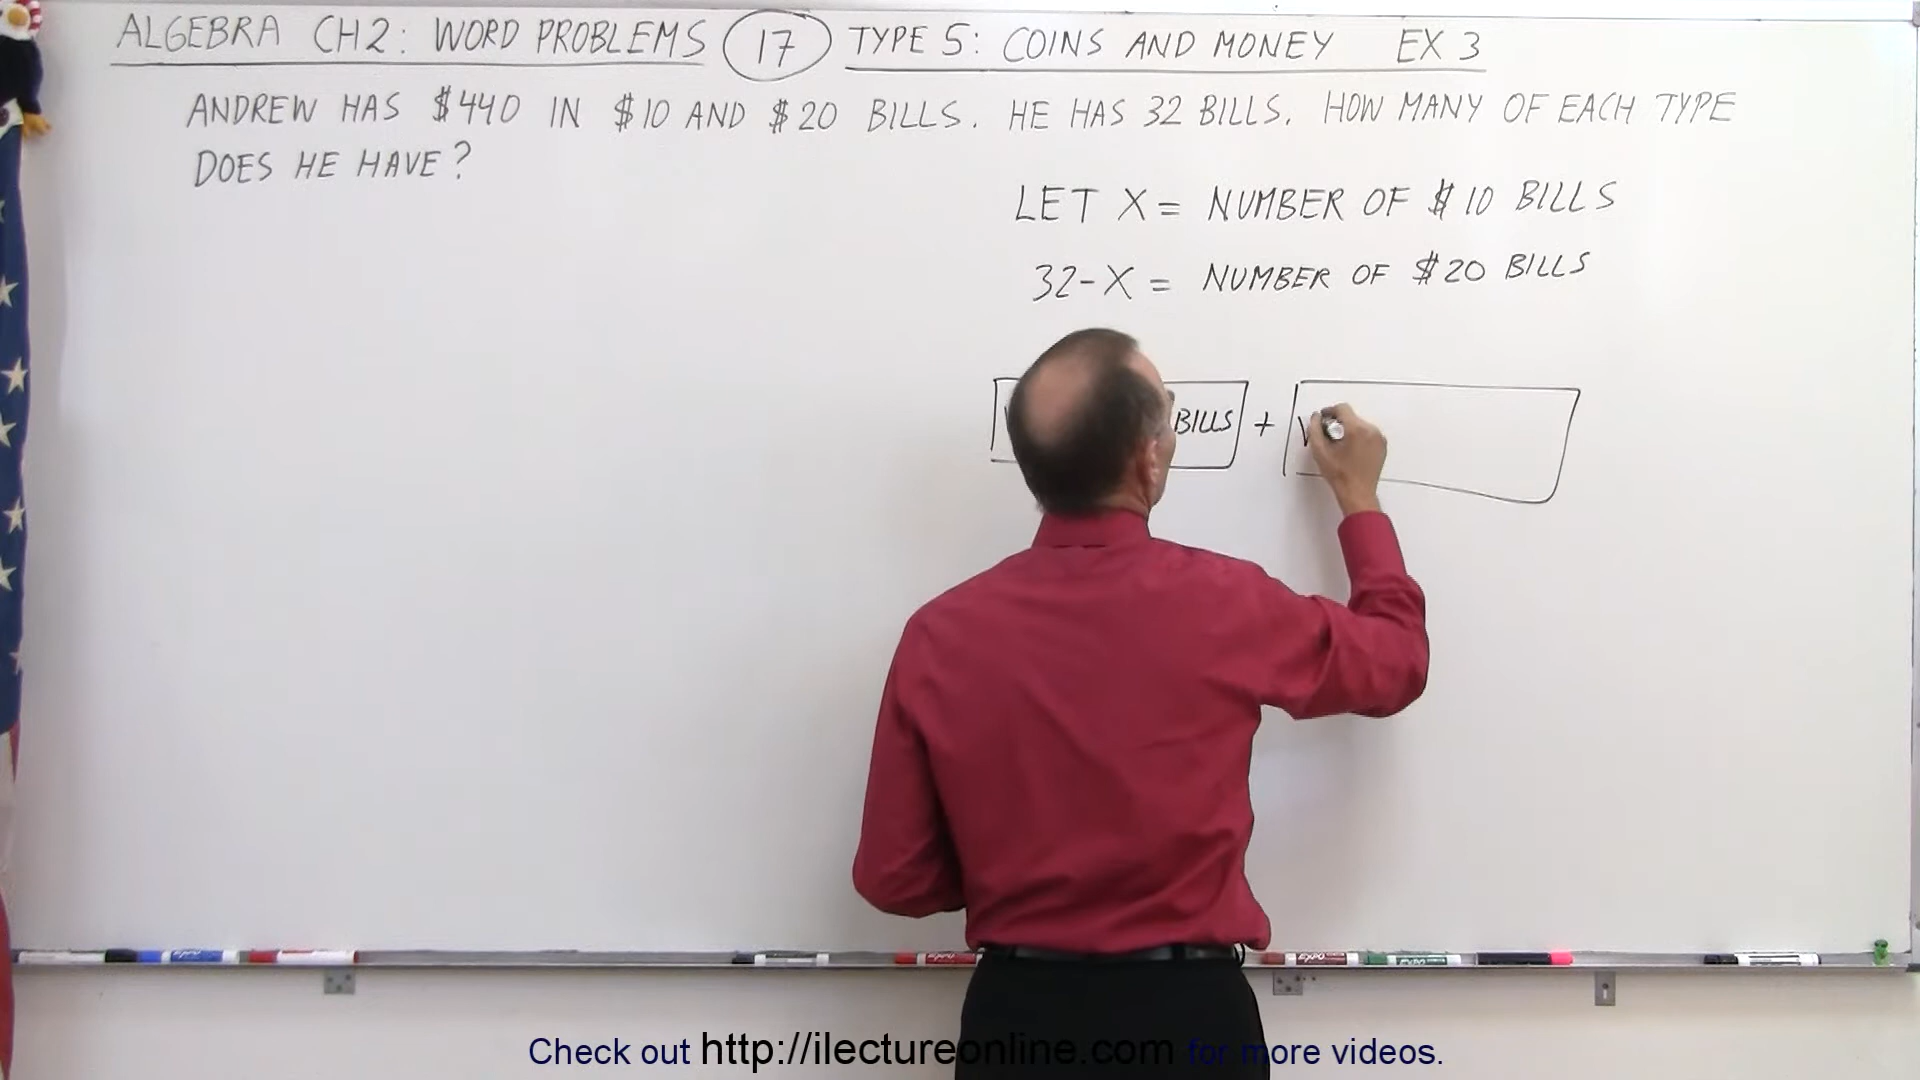 ALGEBRA CH2: WORD PROBLEMS 17 TYPE 5: COINS AND MONEY EX 3
ANDREW HAS $440 IN $10 AND $20 BILLS. HE HAS 32 BILLS. HOW MANY OF EACH TYPE
DOES HE HAVE?
LET X = NUMBER OF $10 BILLS
32-X = NUMBER OF $20 BILLS
BILLS +
EXPO EXPO
Check out http://ilectureonline.com for more videos.